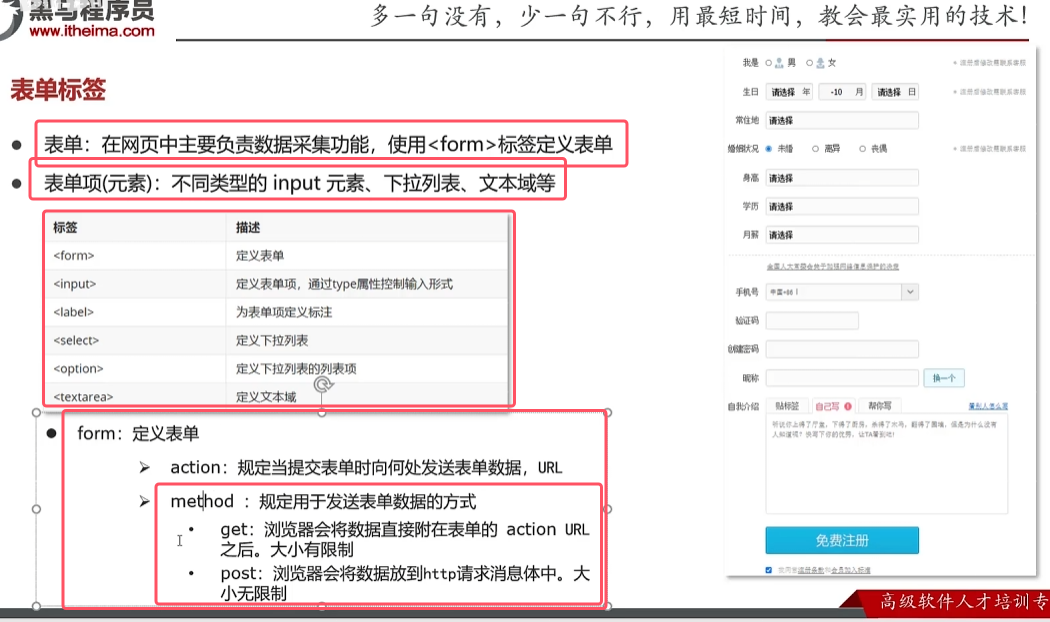 黑马程序员
www.itheima.com
多一句没有，少一句不行，用最短时间，教会最实用的技术！
表单标签
● 表单：在网页中主要负责数据采集功能，使用<form>标签定义表单
● 表单项(元素)：不同类型的 input 元素、下拉列表、文本域等
标签 描述
<form> 定义表单
<input> 定义表单项，通过type属性控制输入形式
<label> 为表单项定义标注
<select> 定义下拉列表
<option> 定义下拉列表的列表项
<textarea> 定义文本域
● form：定义表单
➢ action：规定当提交表单时向何处发送表单数据，URL
➢ method ：规定用于发送表单数据的方式
• get：浏览器会将数据直接附在表单的 action URL
之后。大小有限制
• post：浏览器会将数据放到http请求消息体中。大
小无限制
我是 男 女
生日 请选择 年 -10 月 请选择 日
常住地 请选择
婚姻状况 未婚 离异 丧偶
身高 请选择
学历 请选择
月薪 请选择
手机号 中国+86
验证码
创建密码
昵称 换一个
自我介绍 贴标签 自己写 帮你写 看别人怎么写
免费注册
高级软件人才培训专